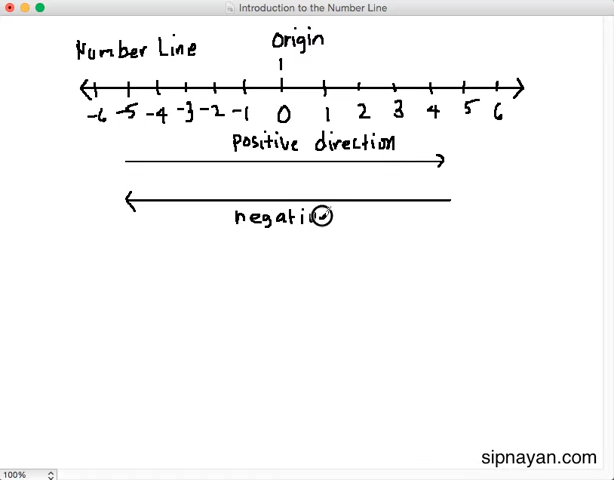 Introduction to the Number Line
Number Line
Origin
-6 -5 -4 -3 -2 -1 0 1 2 3 4 5 6
Positive direction
negati
sipnayan.com
100%